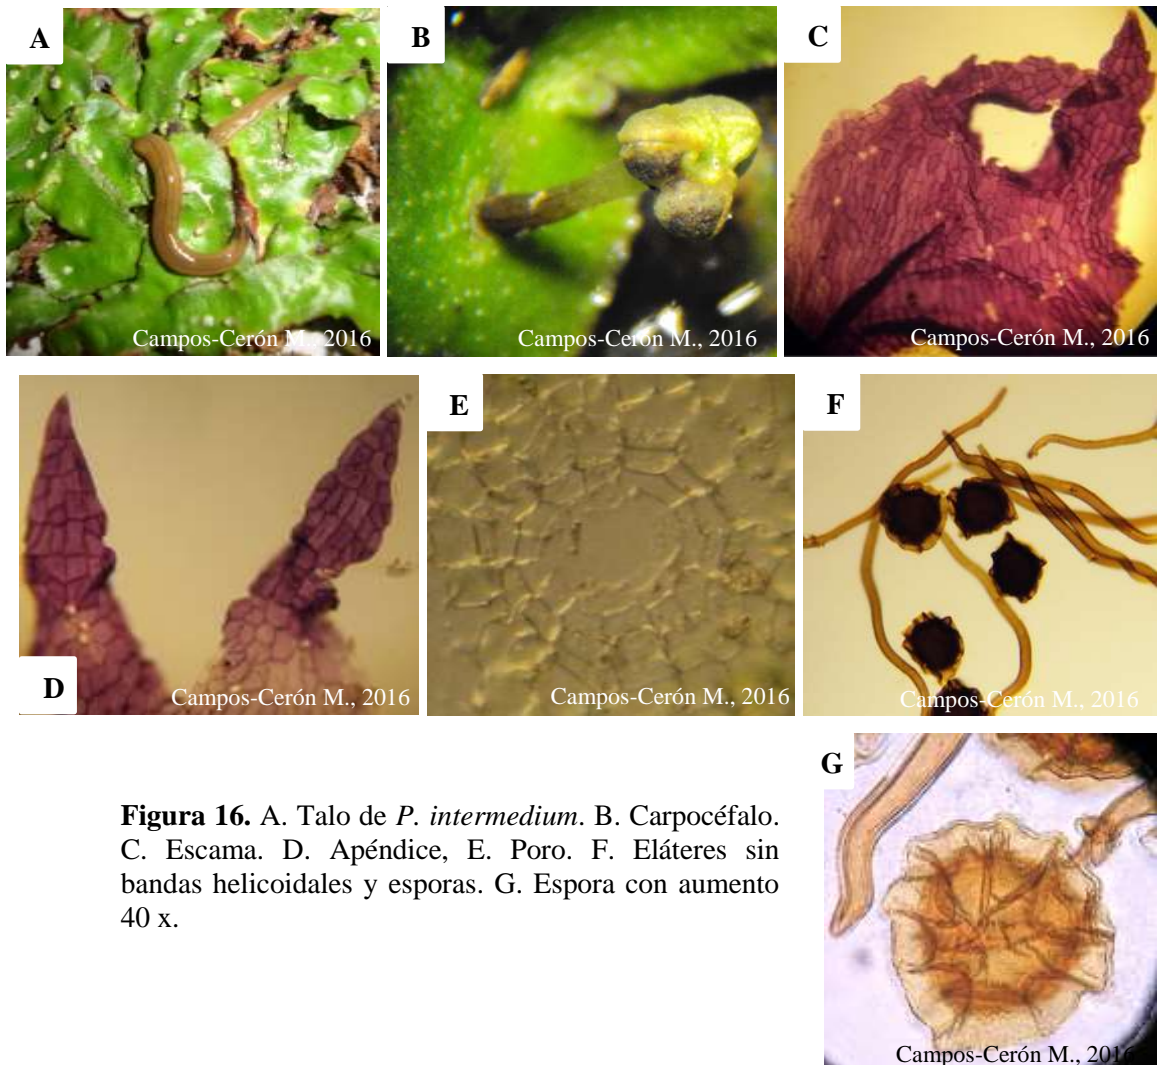 A
B
C
Campos-Cerón M., 2016
Campos-Cerón M., 2016
Campos-Cerón M., 2016
E
F
D
Campos-Cerón M., 2016
Campos-Cerón M., 2016
Campos-Cerón M., 2016
G
Figura 16. A. Talo de P. intermedium. B. Carpocéfalo.
C. Escama. D. Apéndice, E. Poro. F. Eláteres sin
bandas helicoidales y esporas. G. Espora con aumento
40 x.
Campos-Cerón M., 2016